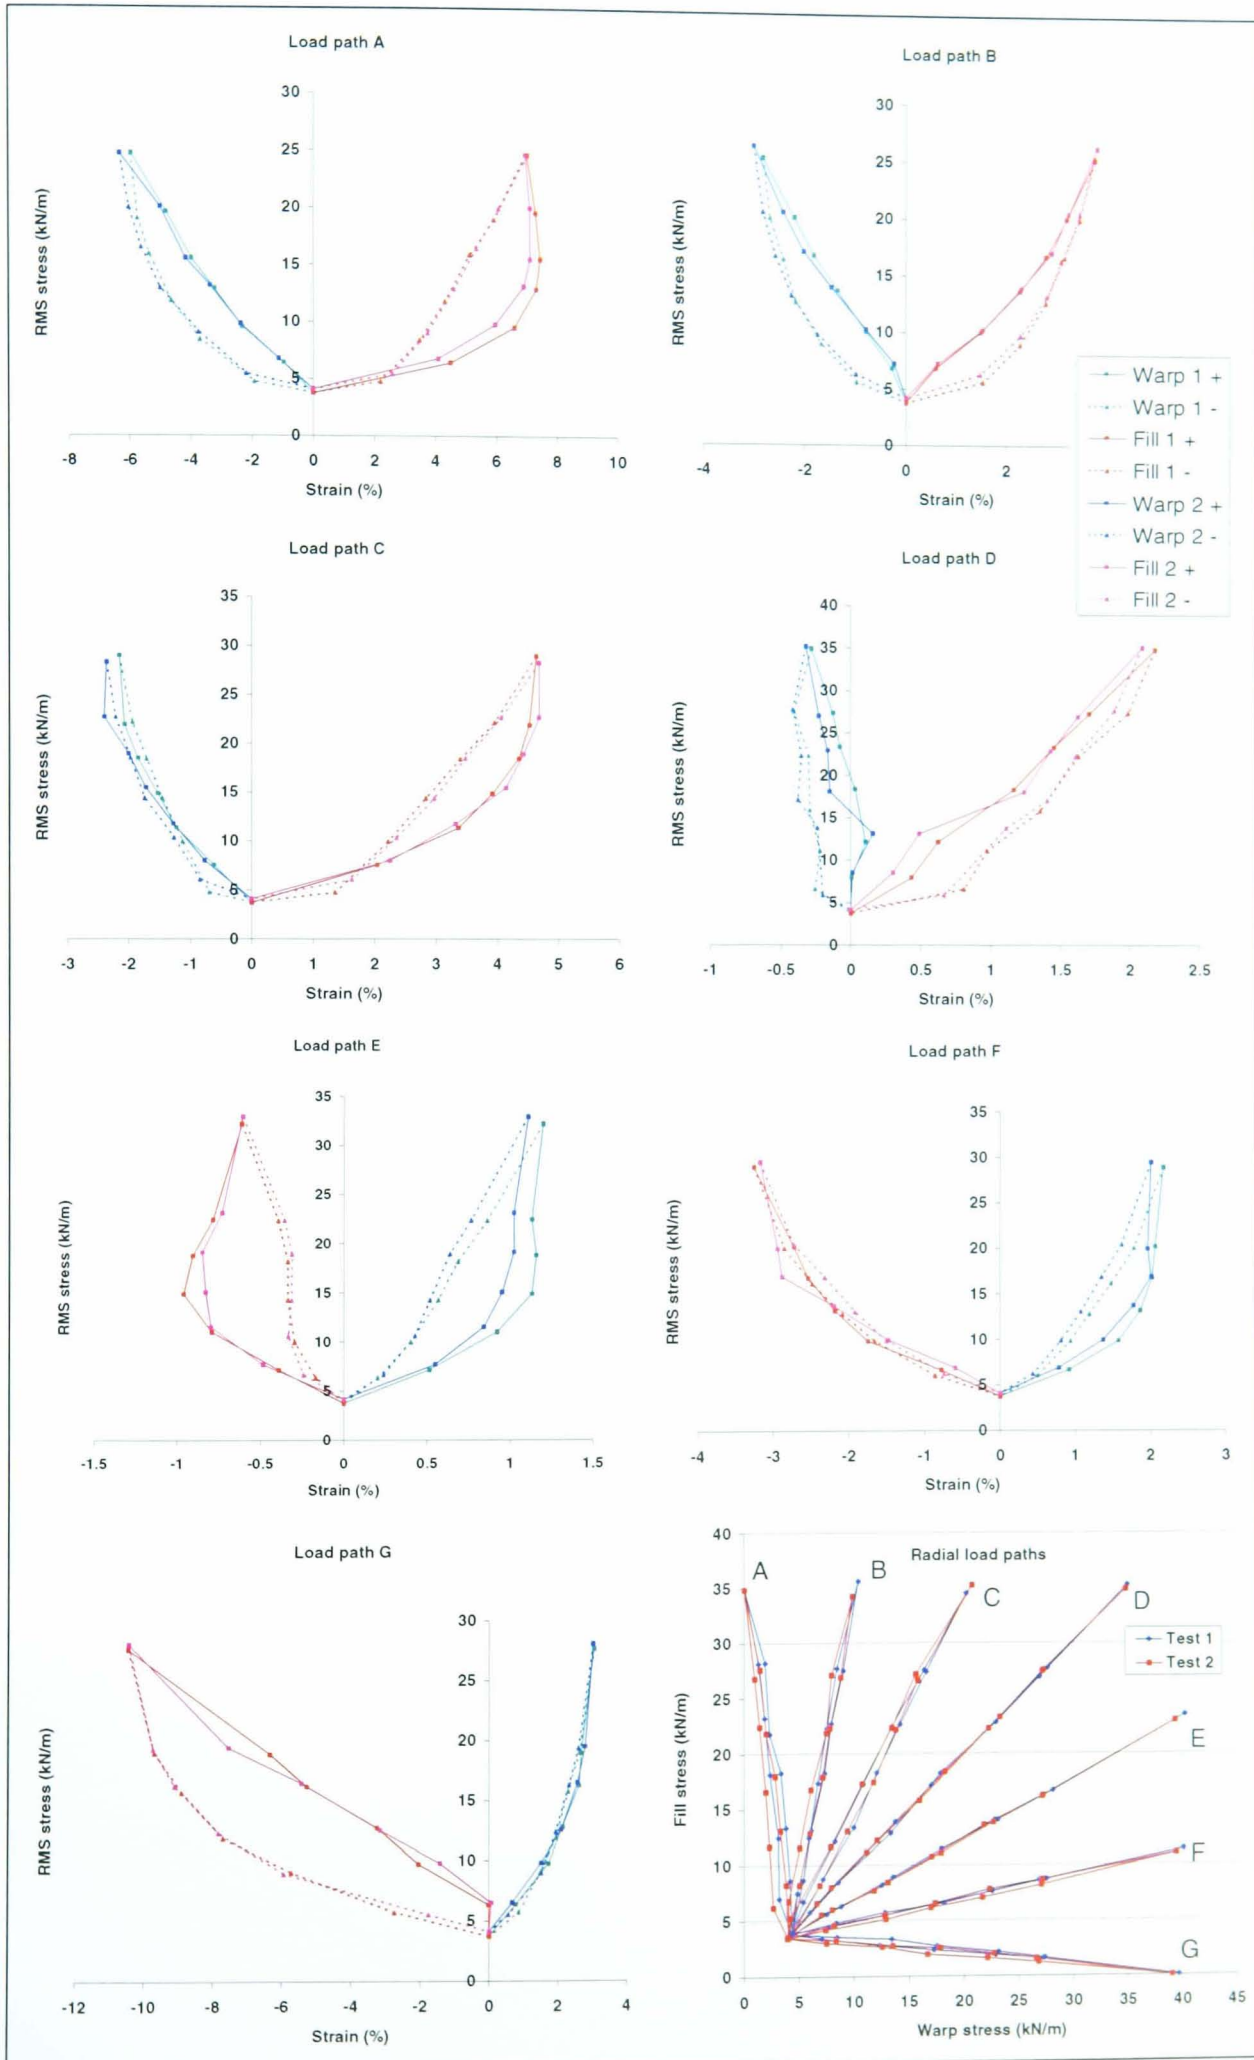 Load path A
RMS stress (kN/m)
30
25
20
15
10
5
0
-8 -6 -4 -2 0 2 4 6 8 10
Strain (%)
Load path B
RMS stress (kN/m)
30
25
20
15
10
5
0
-4 -2 0 2
Strain (%)
Warp 1 +
Warp 1 -
Fill 1 +
Fill 1 -
Warp 2 +
Warp 2 -
Fill 2 +
Fill 2 -
Load path C
RMS stress (kN/m)
35
30
25
20
15
10
5
0
-3 -2 -1 0 1 2 3 4 5 6
Strain (%)
Load path D
RMS stress (kN/m)
40
35
30
25
20
15
10
5
0
-1 -0.5 0 0.5 1 1.5 2 2.5
Strain (%)
Load path E
RMS stress (kN/m)
35
30
25
20
15
10
5
0
-1.5 -1 -0.5 0 0.5 1 1.5
Strain (%)
Load path F
RMS stress (kN/m)
35
30
25
20
15
10
5
0
-4 -3 -2 -1 0 1 2 3
Strain (%)
Load path G
RMS stress (kN/m)
30
25
20
15
10
5
0
-12 -10 -8 -6 -4 -2 0 2 4
Strain (%)
Radial load paths
Fill stress (kN/m)
40
35
30
25
20
15
10
5
0
A
B
C
D
E
F
G
Test 1
Test 2
0 5 10 15 20 25 30 35 40 45
Warp stress (kN/m)